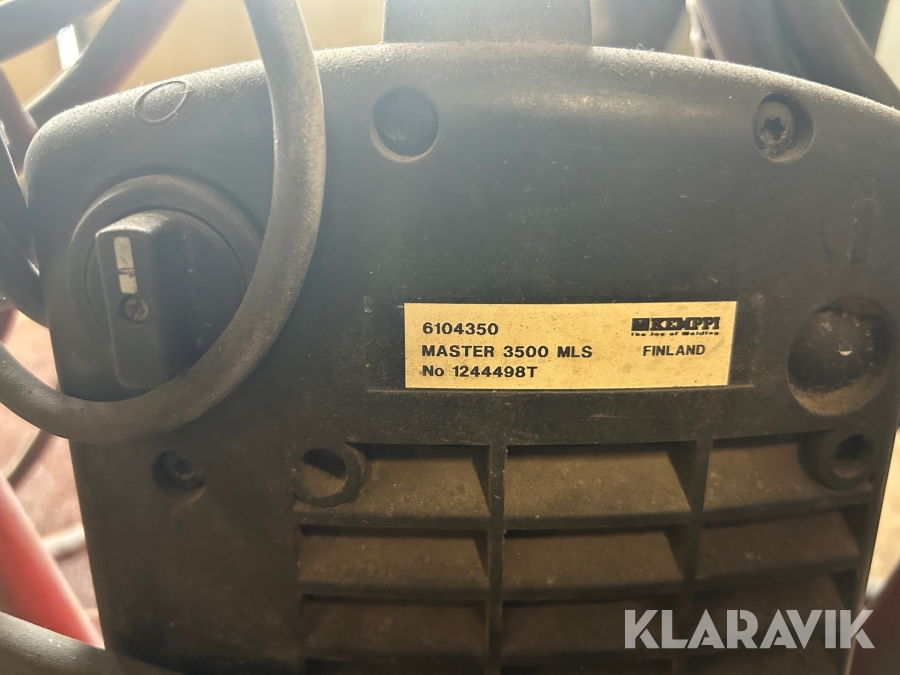 6104350
MASTER 3500 MLS
No 1244498T
KEMPPI
The Joy of Welding
FINLAND
KLARAVIK